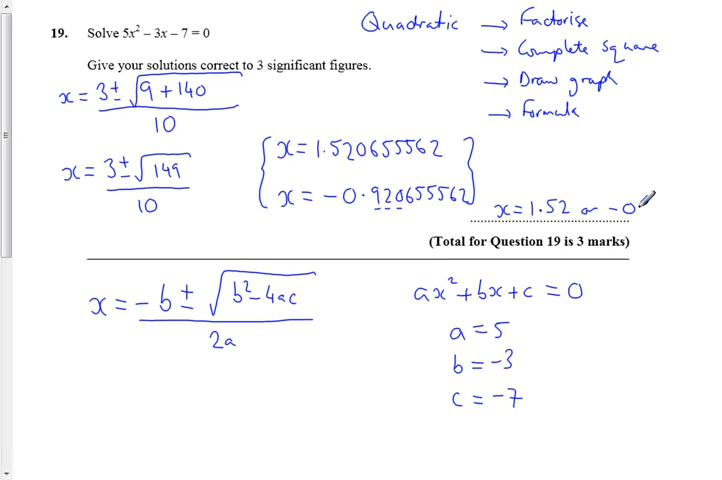 19. Solve 5x² – 3x – 7 = 0
Give your solutions correct to 3 significant figures.
Quadratic → Factorise
→ Complete square
→ Draw graph
→ Formula
x = 3 ± √(9 + 140) / 10
x = 3 ± √149 / 10
{ x = 1.520655562
x = -0.920655562 }
x = 1.52 or -0
(Total for Question 19 is 3 marks)
x = -b ± √(b² - 4ac) / 2a
ax² + bx + c = 0
a = 5
b = -3
c = -7